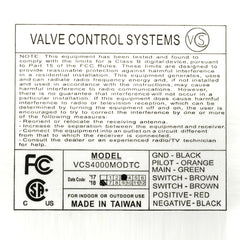 VALVE CONTROL SYSTEMS VCS
NOTE: This equipment has been tested and found to
comply with the limits for a Class B digital device, pursuant
to Part 15 of the FCC Rules. These limits are designed to
provide reasonable protection against harmful interference
in a residential installation. This equipment generates, uses
and can radiate radio frequency energy and, if not installed
and used in accordance with the instructions, may cause
harmful interference to radio communications. However,
there is no guarantee that interference will not occur in a
particular installation. If this equipment does cause harmful
interference to radio or television reception, which can be
determined by turning the equipment off and on, the user is
encouraged to try to correct the interference by one or more
of the following measures:
- Reorient or relocate the receiving antenna.
- Increase the separation between the equipment and receiver.
- Connect the equipment into an outlet on a circuit different
from that to which the receiver is connected.
- Consult the dealer or an experienced radio/TV technician
for help.
FC
C US
MODEL
VCS4000MODTC
Date Code:
'17
'18
FOR INDOOR USE ONLY
MADE IN TAIWAN
GND - BLACK
PILOT - ORANGE
MAIN - GREEN
SWITCH - BROWN
SWITCH - BROWN
POSITIVE - RED
NEGATIVE - BLACK